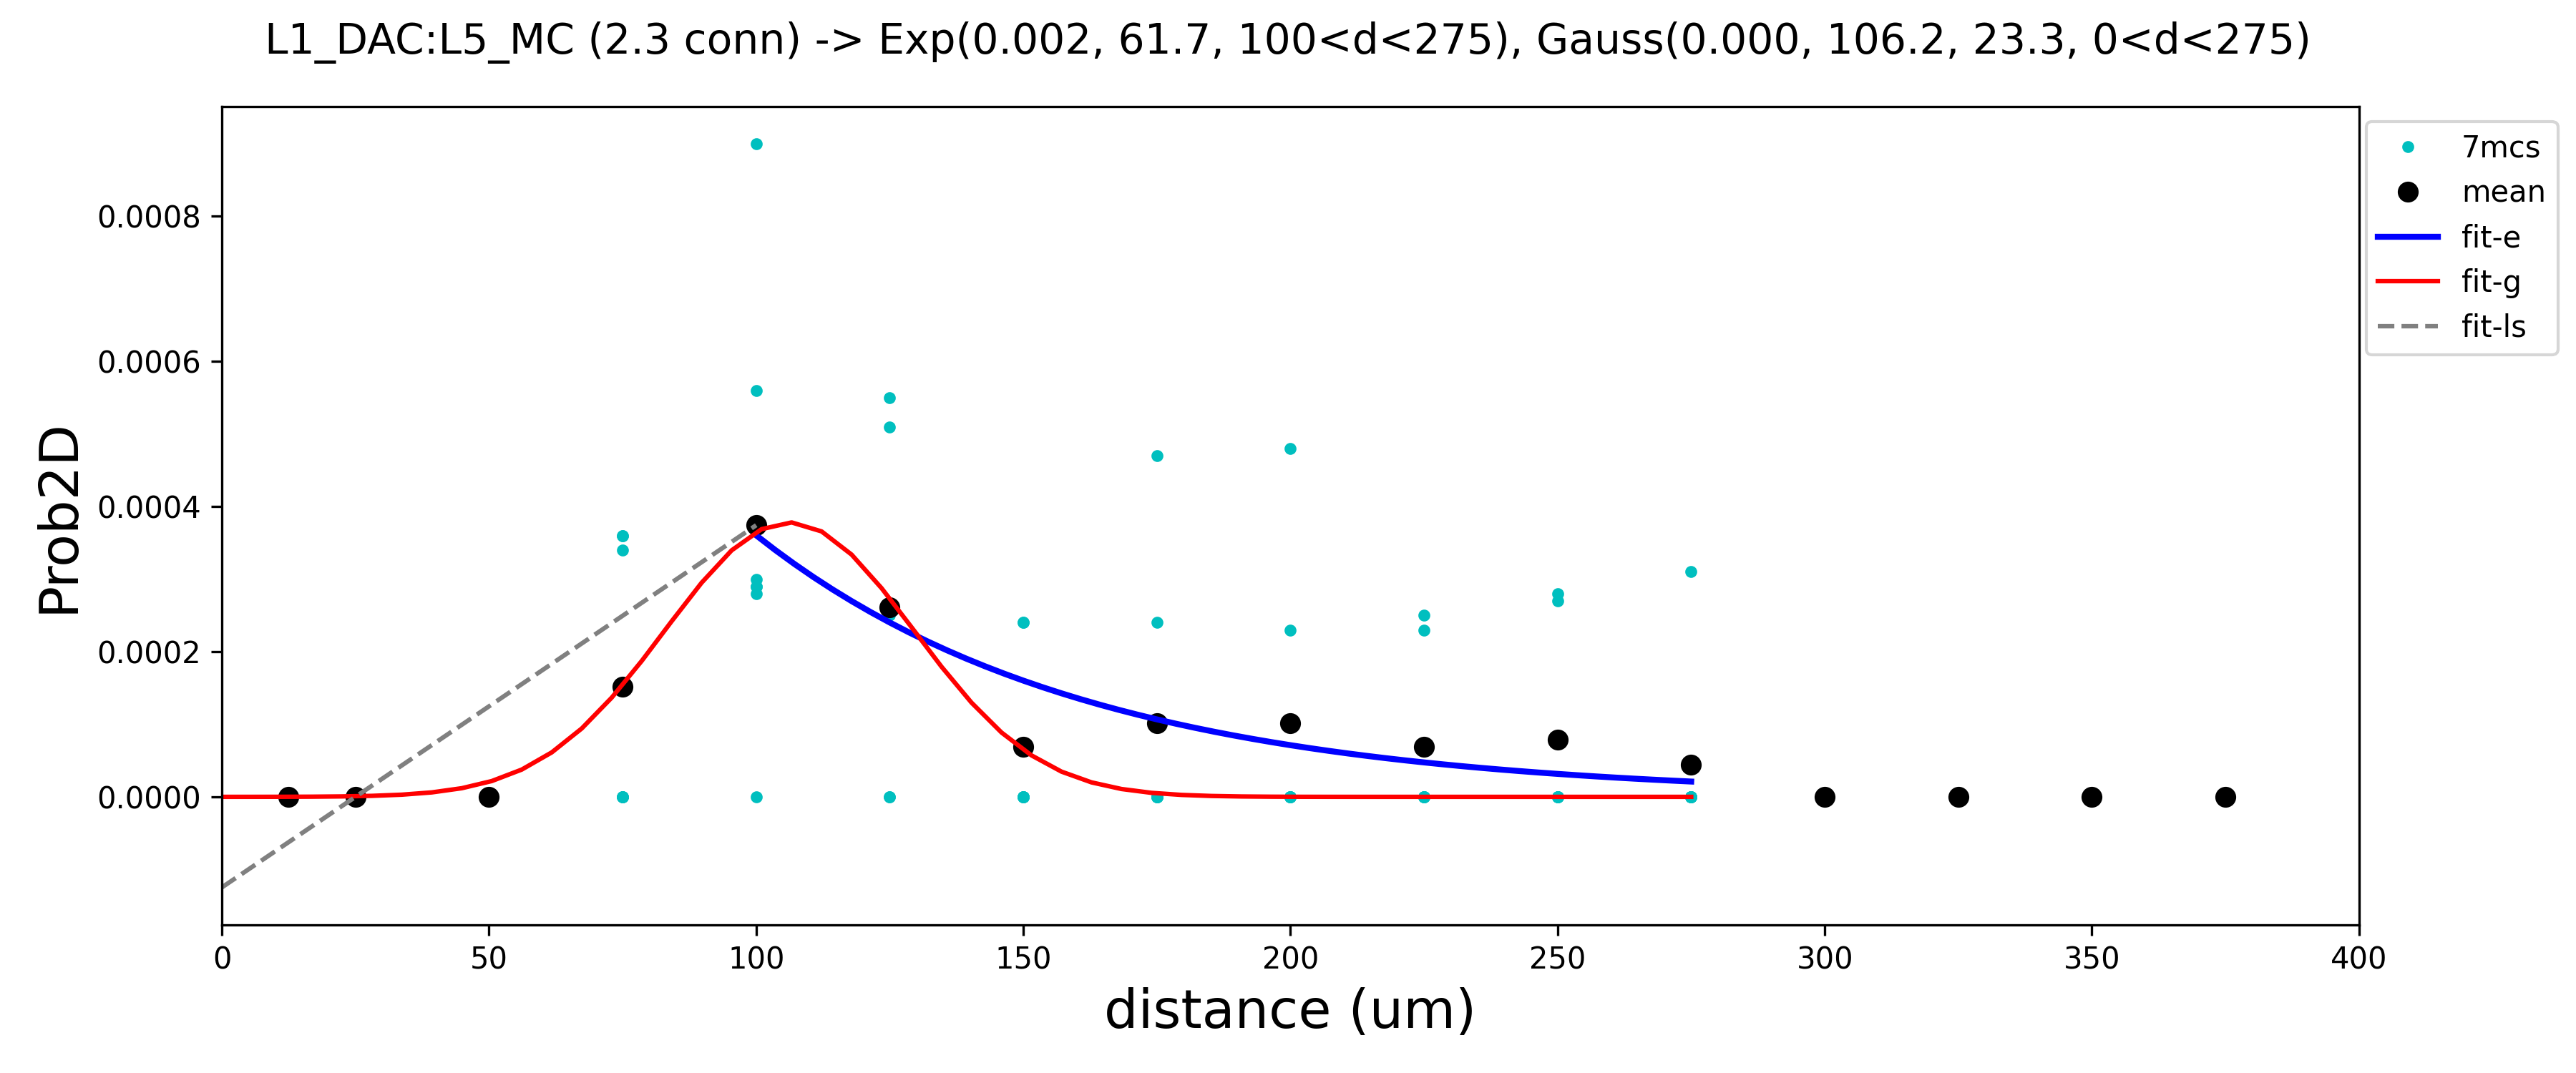 L1_DAC:L5_MC (2.3 conn) -> Exp(0.002, 61.7, 100<d<275), Gauss(0.000, 106.2, 23.3, 0<d<275)
7mcs
mean
fit-e
fit-g
fit-ls
Prob2D
0.0008
0.0006
0.0004
0.0002
0.0000
0 50 100 150 200 250 300 350 400
distance (um)